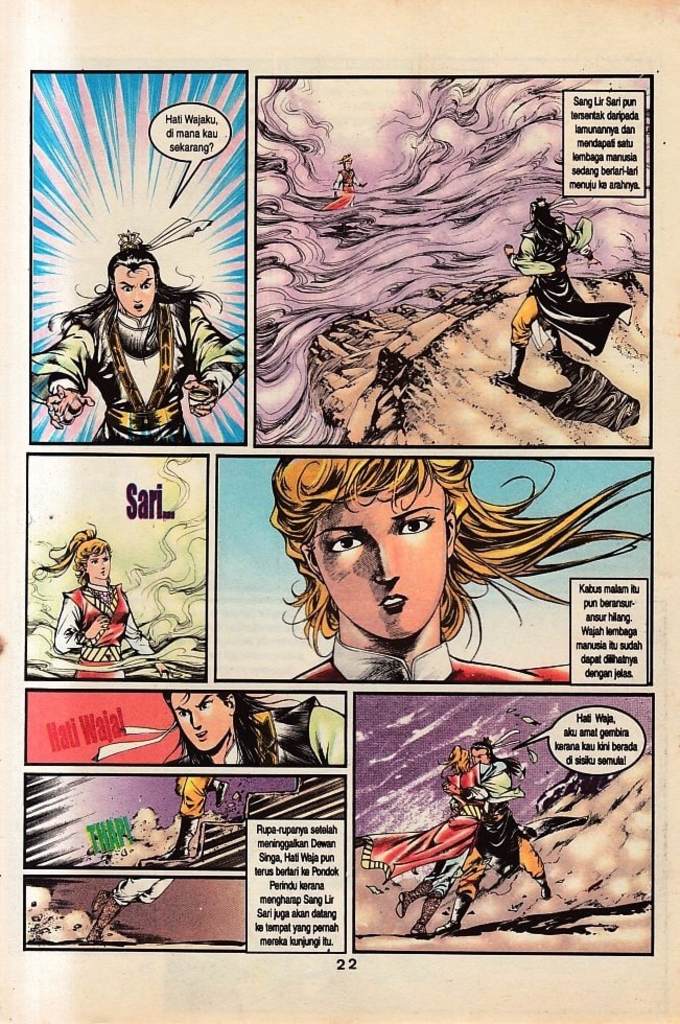 Hati Wajaku,
di mana kau
sekarang?
Sang Lir Sari pun
tersentak daripada
lamunannya dan
mendapati satu
lembaga manusia
sedang berlari-lari
menuju ke arahnya.
Sari...
Kabus malam itu
pun beransur-
ansur hilang.
Wajah lembaga
manusia itu sudah
dapat dilihatnya
dengan jelas.
Hati Waja!
THAP!
Rupa-rupanya setelah
meninggalkan Dewan
Singa, Hati Waja pun
terus berlari ke Pondok
Perindu kerana
mengharap Sang Lir
Sari juga akan datang
ke tempat yang pernah
mereka kunjungi itu.
Hati Waja,
aku amat gembira
kerana kau kini berada
di sisiku semula!
22